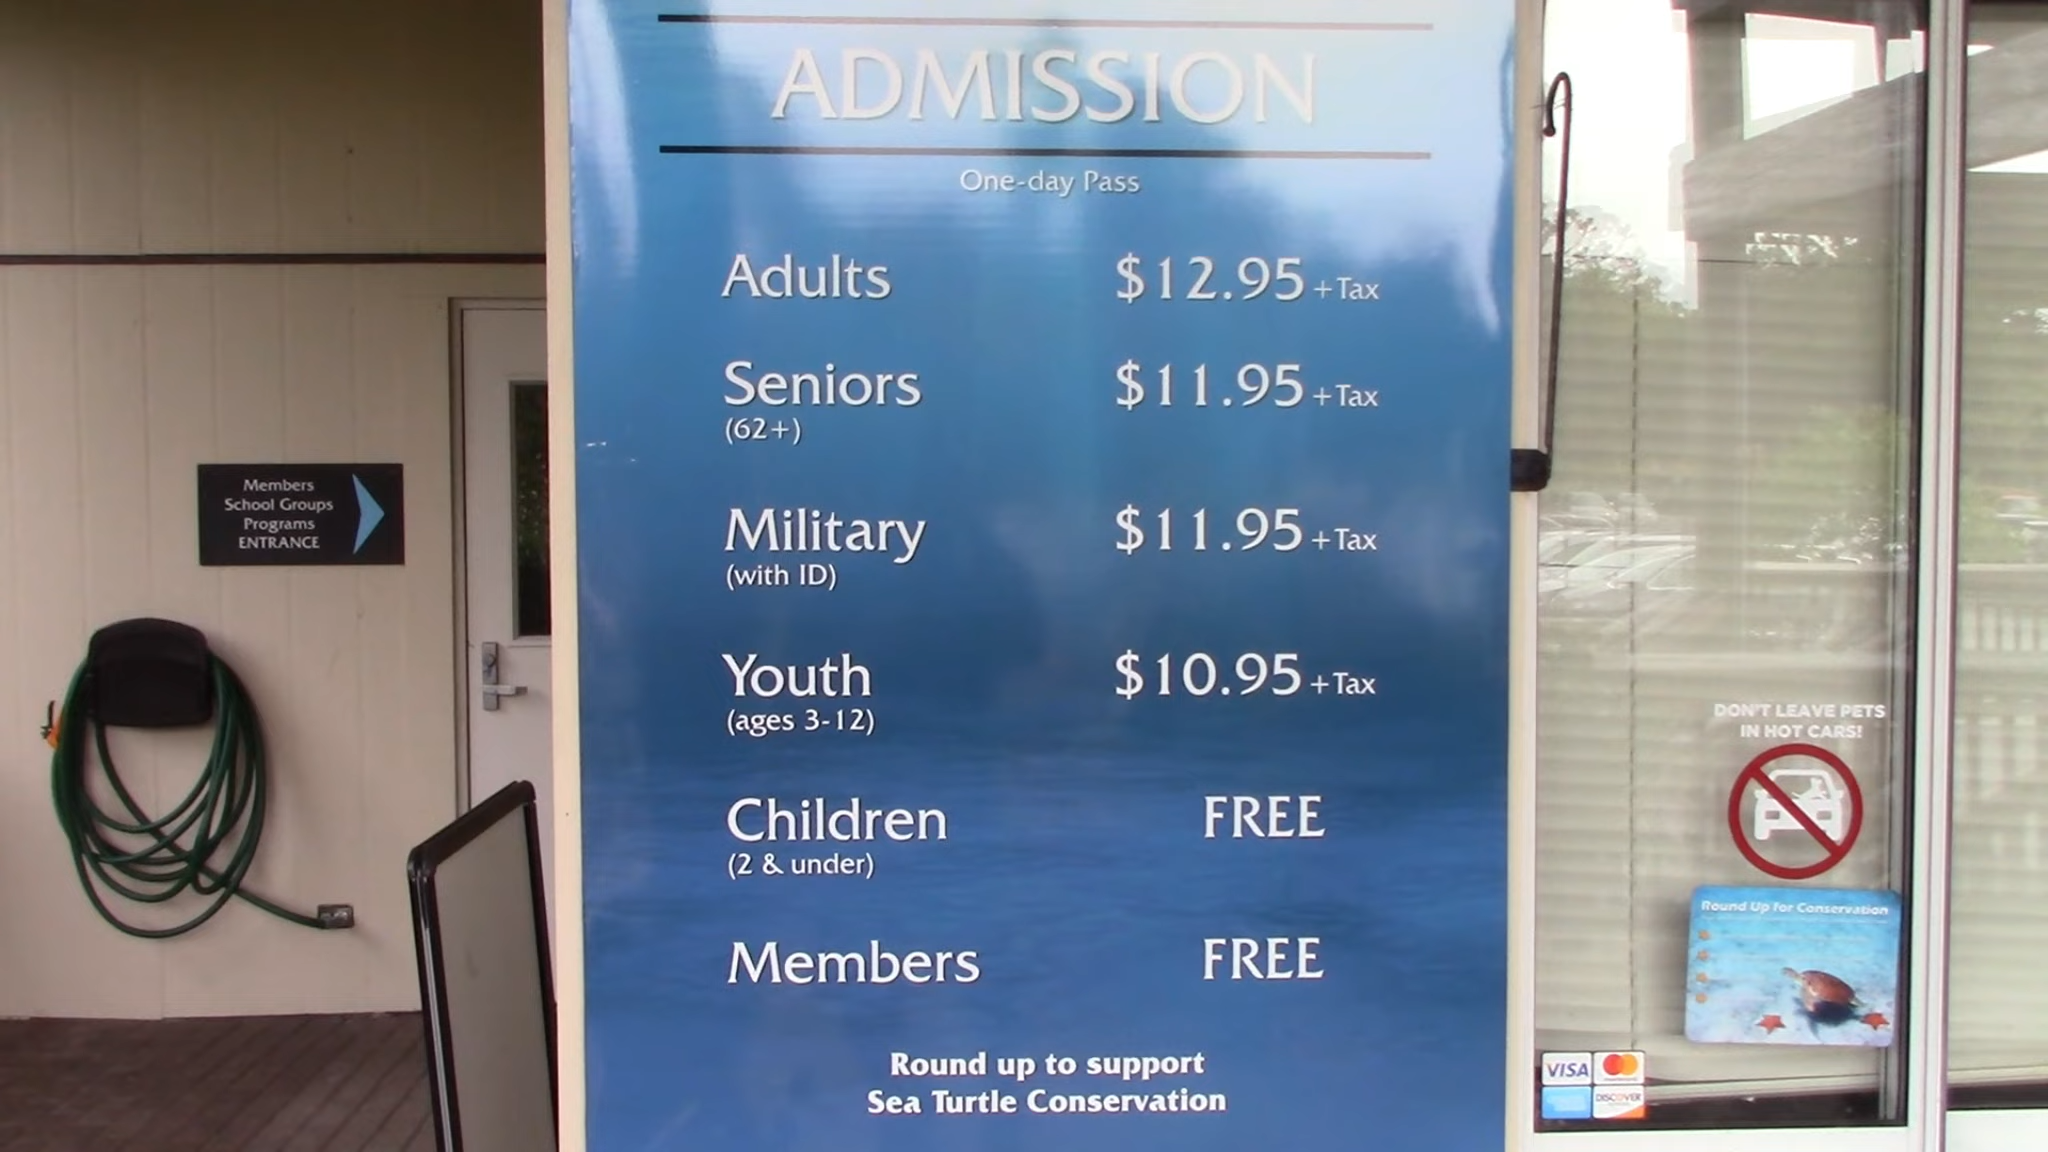 ADMISSION
One-day Pass
Adults $12.95 +Tax
Seniors $11.95 +Tax
(62+)
Military $11.95 +Tax
(with ID)
Youth $10.95 +Tax
(ages 3-12)
Children FREE
(2 & under)
Members FREE
Round up to support
Sea Turtle Conservation
Members
School Groups
Programs
ENTRANCE
DON'T LEAVE PETS
IN HOT CARS!
Round Up for Conservation
VISA
mastercard
DISCOVER